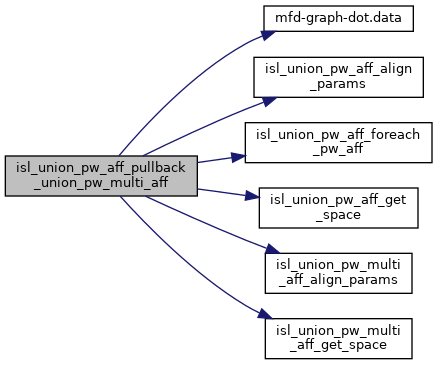 mfd-graph-dot.data
isl_union_pw_aff_align
_params
isl_union_pw_aff_foreach
_pw_aff
isl_union_pw_aff_pullback
_union_pw_multi_aff
isl_union_pw_aff_get
_space
isl_union_pw_multi
_aff_align_params
isl_union_pw_multi
_aff_get_space